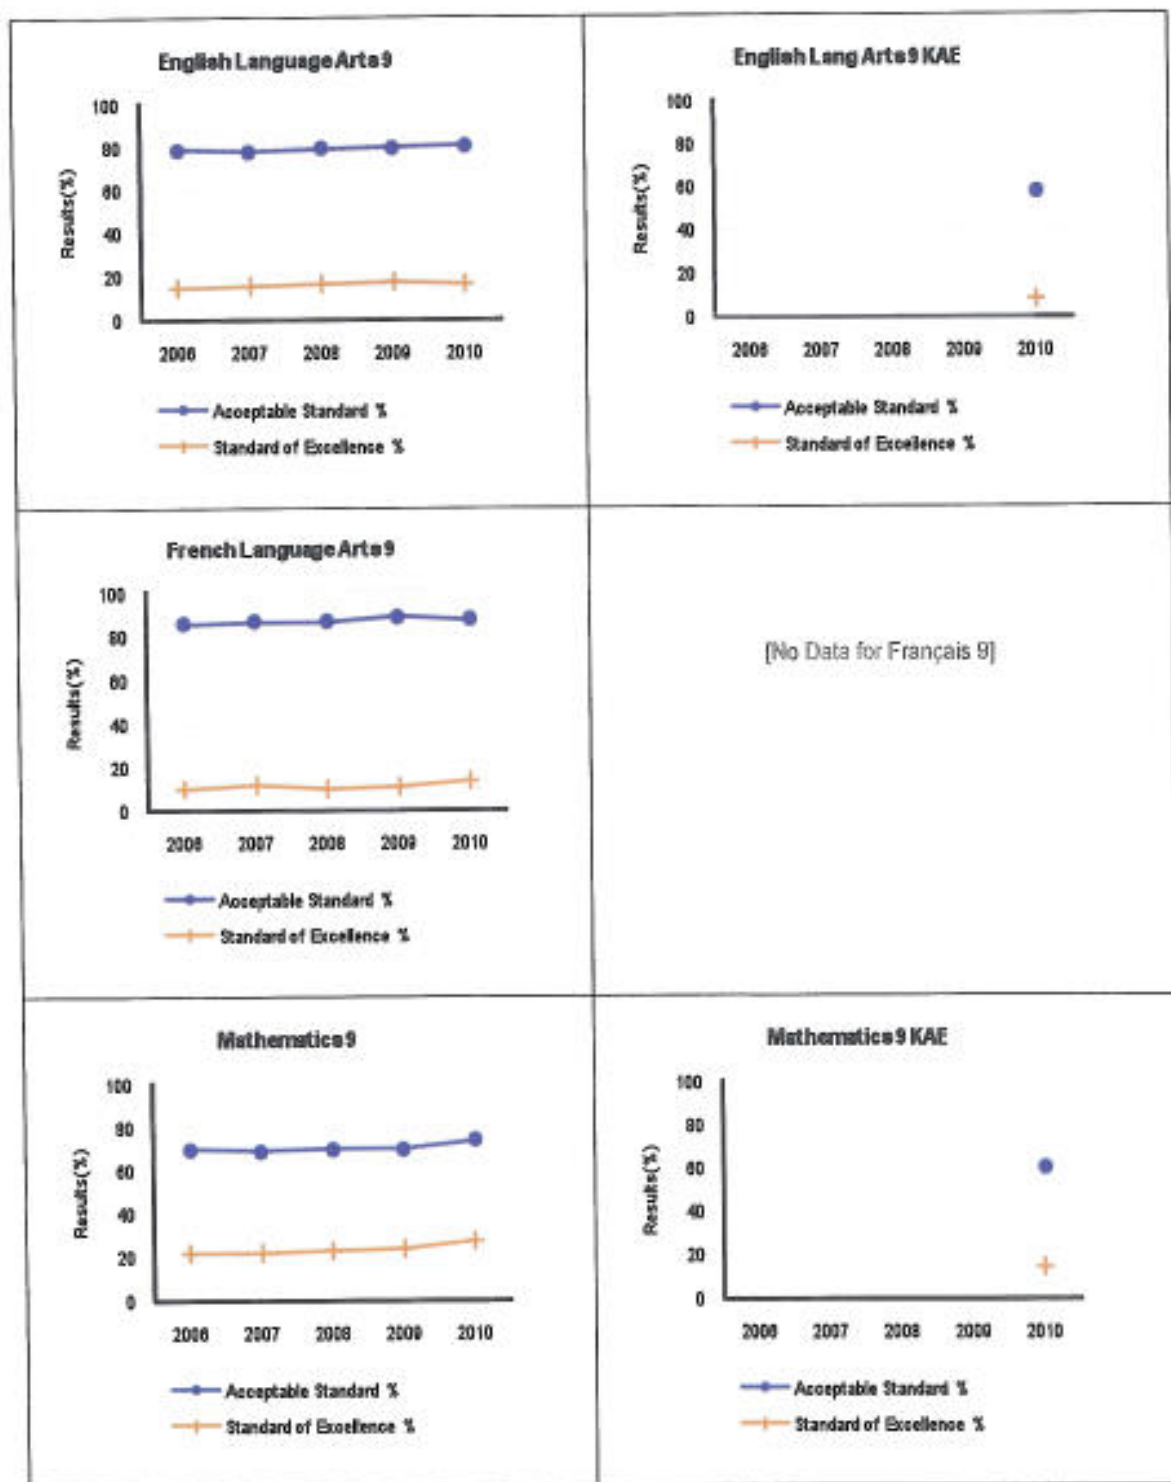 English Language Arts 9
100
80
60
40
20
0
Results(%)
2006 2007 2008 2009 2010
Acceptable Standard %
Standard of Excellence %
English Lang Arts 9 KAE
100
80
60
40
20
0
Results(%)
2006 2007 2008 2009 2010
Acceptable Standard %
Standard of Excellence %
French Language Arts 9
100
80
60
40
20
0
Results(%)
2006 2007 2008 2009 2010
Acceptable Standard %
Standard of Excellence %
[No Data for Français 9]
Mathematics 9
100
80
60
40
20
0
Results(%)
2006 2007 2008 2009 2010
Acceptable Standard %
Standard of Excellence %
Mathematics 9 KAE
100
80
60
40
20
0
Results(%)
2006 2007 2008 2009 2010
Acceptable Standard %
Standard of Excellence %